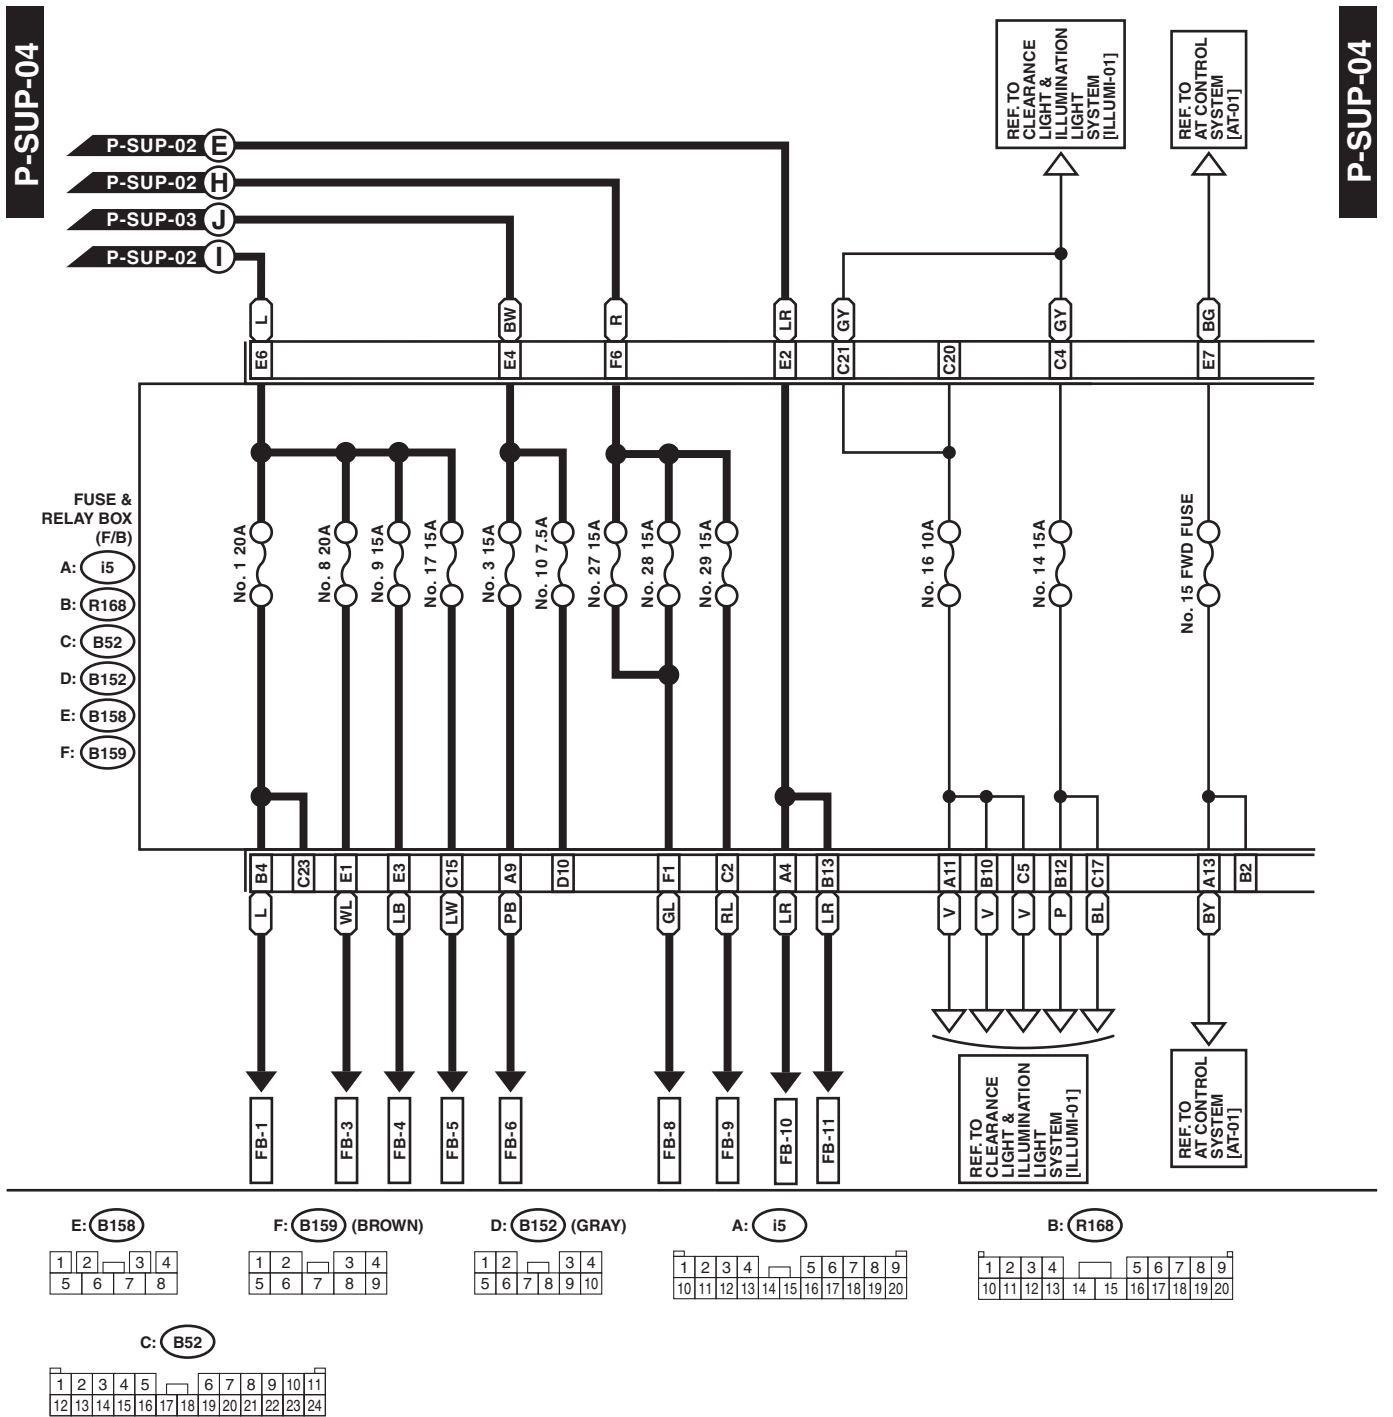 P-SUP-04
P-SUP-04
REF. TO
CLEARANCE
LIGHT &
ILLUMINATION
LIGHT
SYSTEM
[ILLUMI-01]
REF. TO
AT CONTROL
SYSTEM
[AT-01]
P-SUP-02 E
P-SUP-02 H
P-SUP-03 J
P-SUP-02 I
L BW R LR GY GY BG
E6 E4 F6 E2 C21 C20 C4 E7
FUSE &
RELAY BOX
(F/B)
A: i5
B: R168
C: B52
D: B152
E: B158
F: B159
No. 1 20A
No. 8 20A
No. 9 15A
No. 17 15A
No. 3 15A
No. 10 7.5A
No. 27 15A
No. 28 15A
No. 29 15A
No. 16 10A
No. 14 15A
No. 15 FWD FUSE
B4 C23 E1 E3 C15 A9 D10 F1 C2 A4 B13 A11 B10 C5 B12 C17 A13 B2
L WL LB LW PB GL RL LR LR V V V P BL BY
FB-1 FB-3 FB-4 FB-5 FB-6 FB-8 FB-9 FB-10 FB-11
REF. TO
CLEARANCE
LIGHT &
ILLUMINATION
LIGHT
SYSTEM
[ILLUMI-01]
REF. TO
AT CONTROL
SYSTEM
[AT-01]
E: B158
1 2 3 4
5 6 7 8
F: B159 (BROWN)
1 2 3 4
5 6 7 8 9
D: B152 (GRAY)
1 2 3 4
5 6 7 8 9 10
A: i5
1 2 3 4 5 6 7 8 9
10 11 12 13 14 15 16 17 18 19 20
B: R168
1 2 3 4 5 6 7 8 9
10 11 12 13 14 15 16 17 18 19 20
C: B52
1 2 3 4 5 6 7 8 9 10 11
12 13 14 15 16 17 18 19 20 21 22 23 24